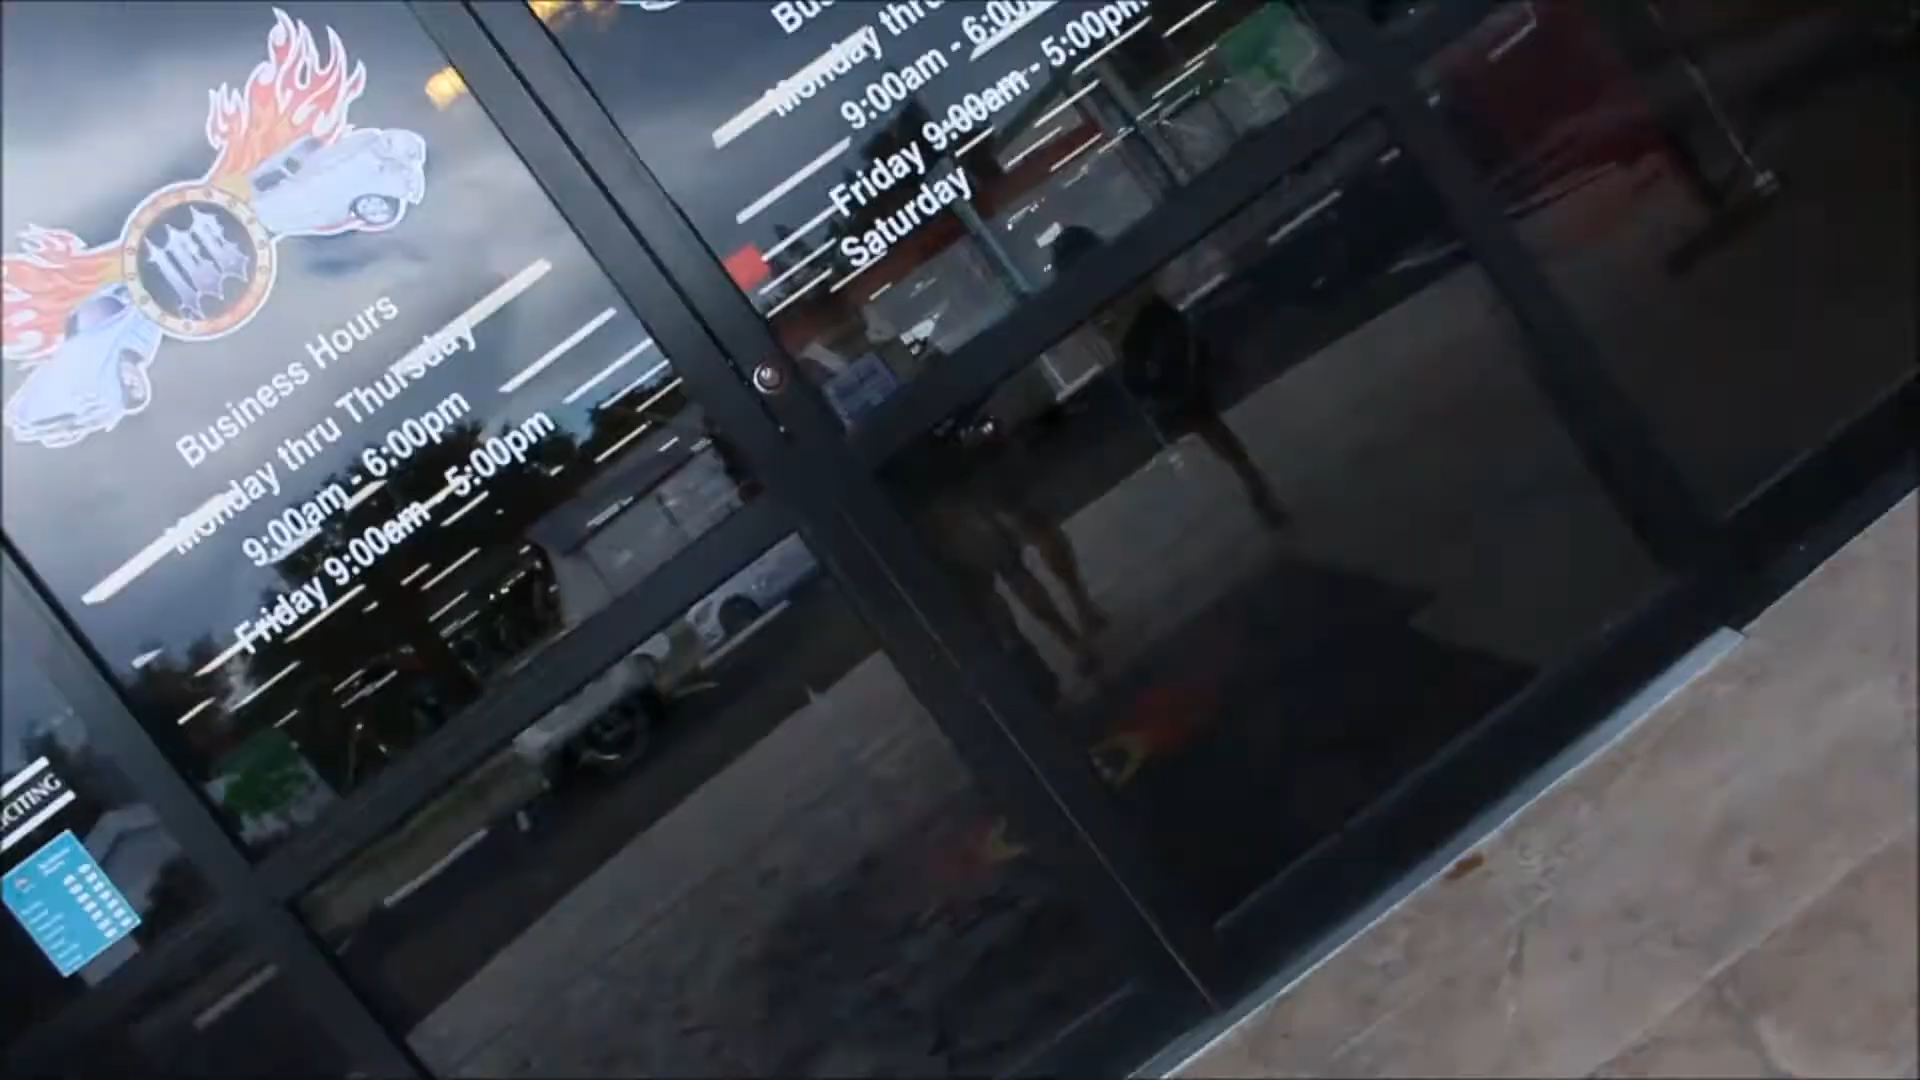 JRR
Business Hours
Monday thru Thursday
9:00am - 6:00pm
Friday 9:00am - 5:00pm
Monday thru
9:00am - 6:00
Friday 9:00am - 5:00pm
Saturday